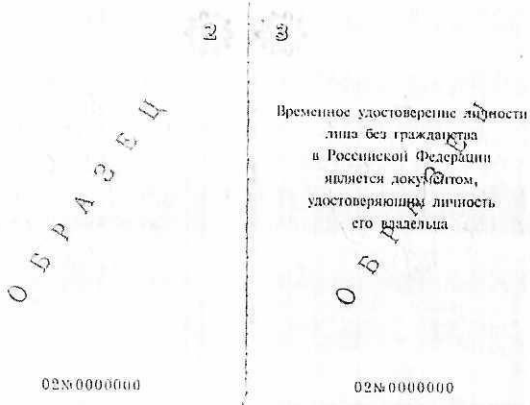 2
ОБРАЗЕЦ
02№0000000
3
Временное удостоверение личности
лица без гражданства
в Российской Федерации
является документом,
удостоверяющим личность
его владельца
ОБРАЗЕЦ
02№0000000